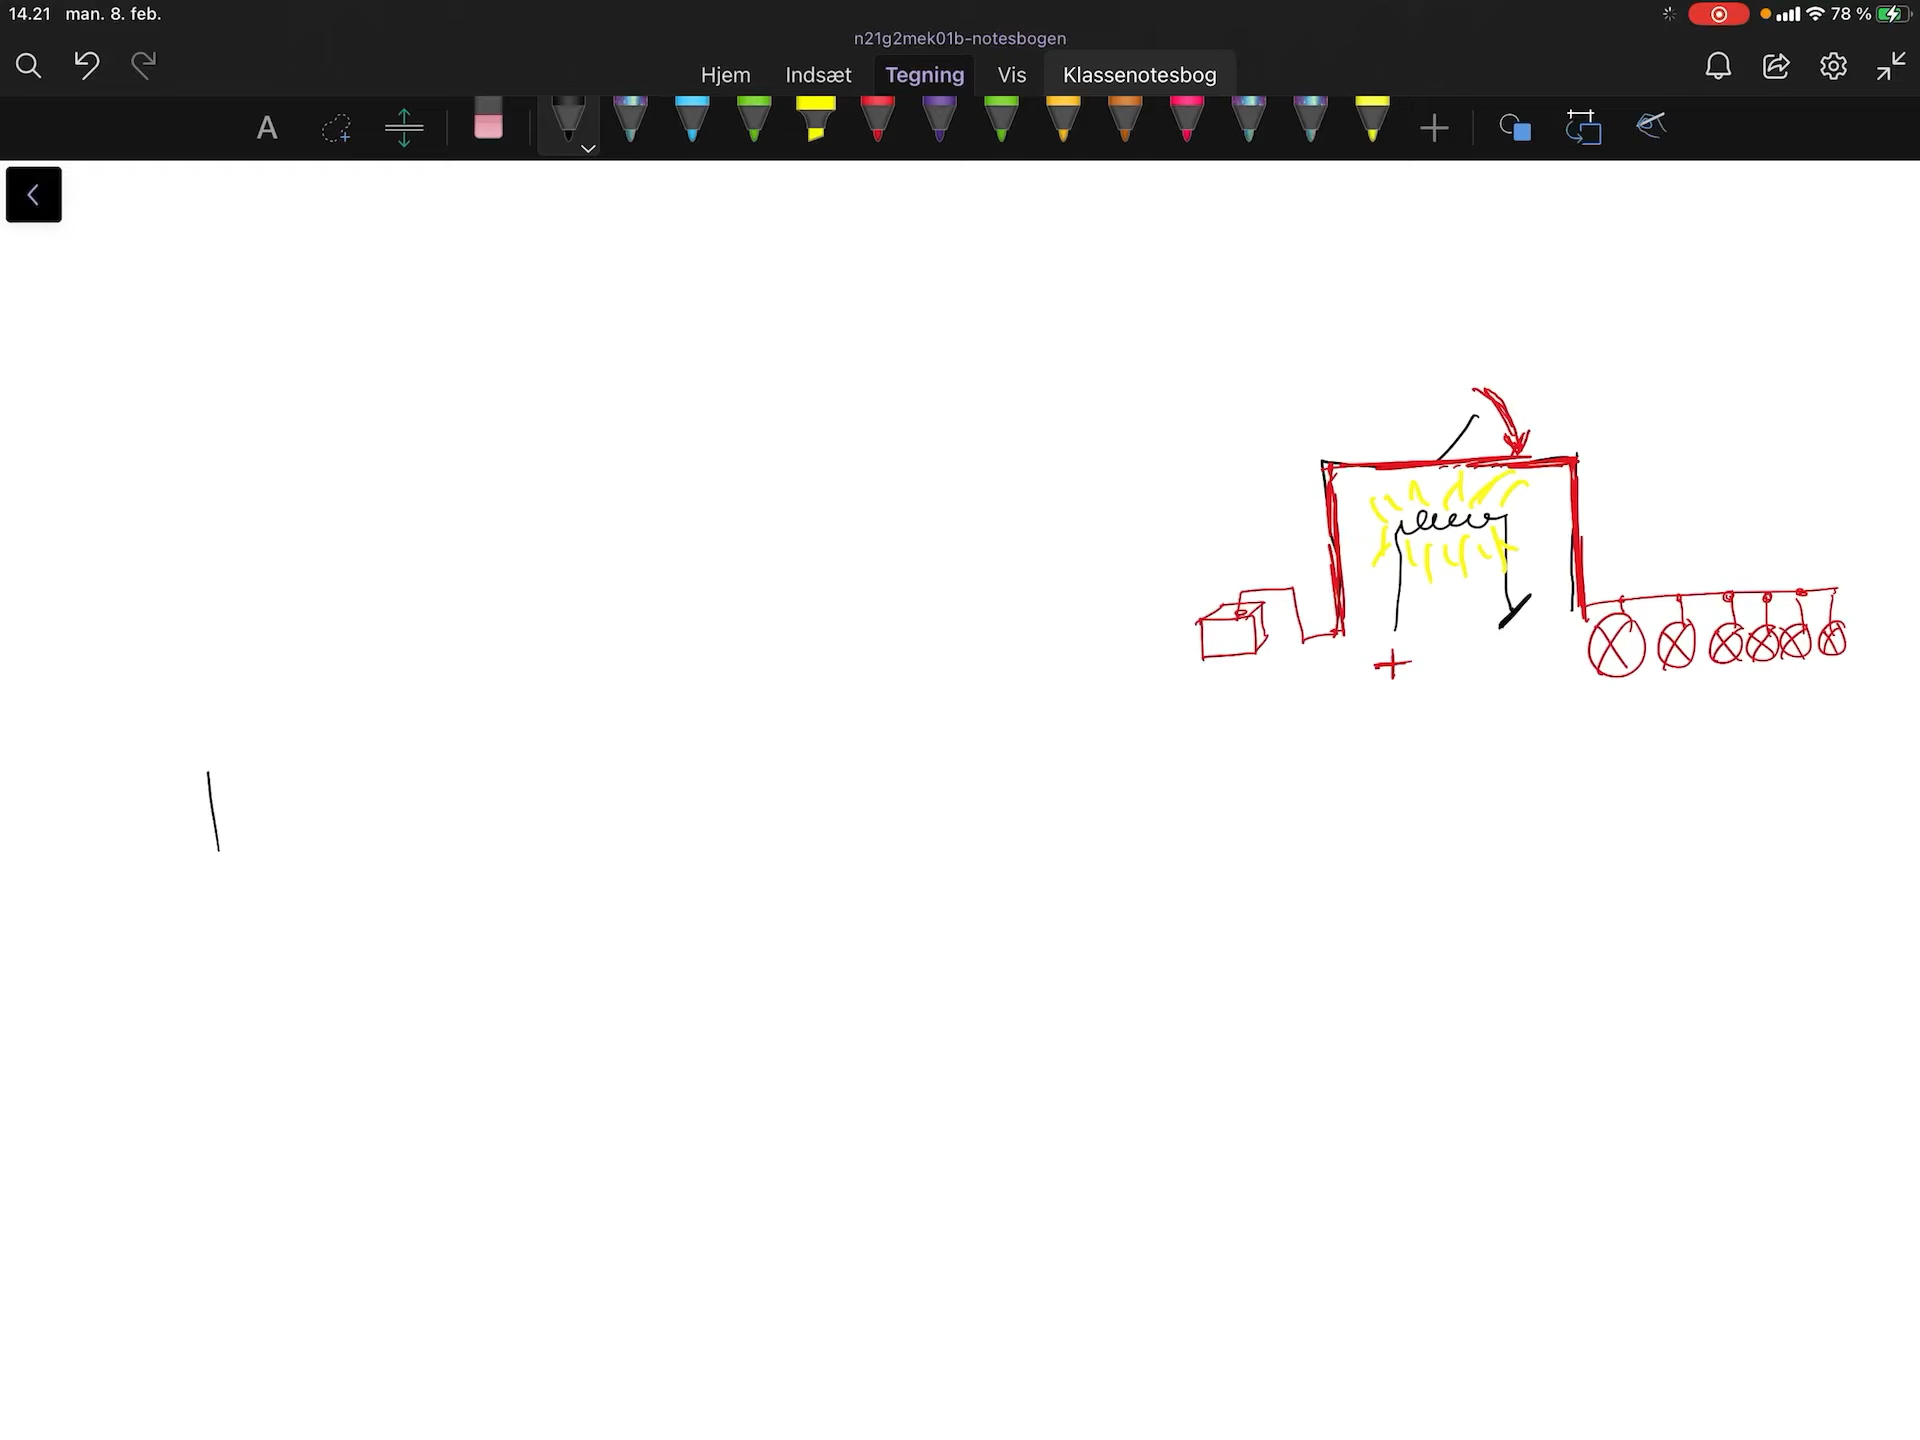 14.21 man. 8. feb.
78 %
n21g2mek01b-notesbogen
Hjem Indsæt Tegning Vis Klassenotesbog
A
+